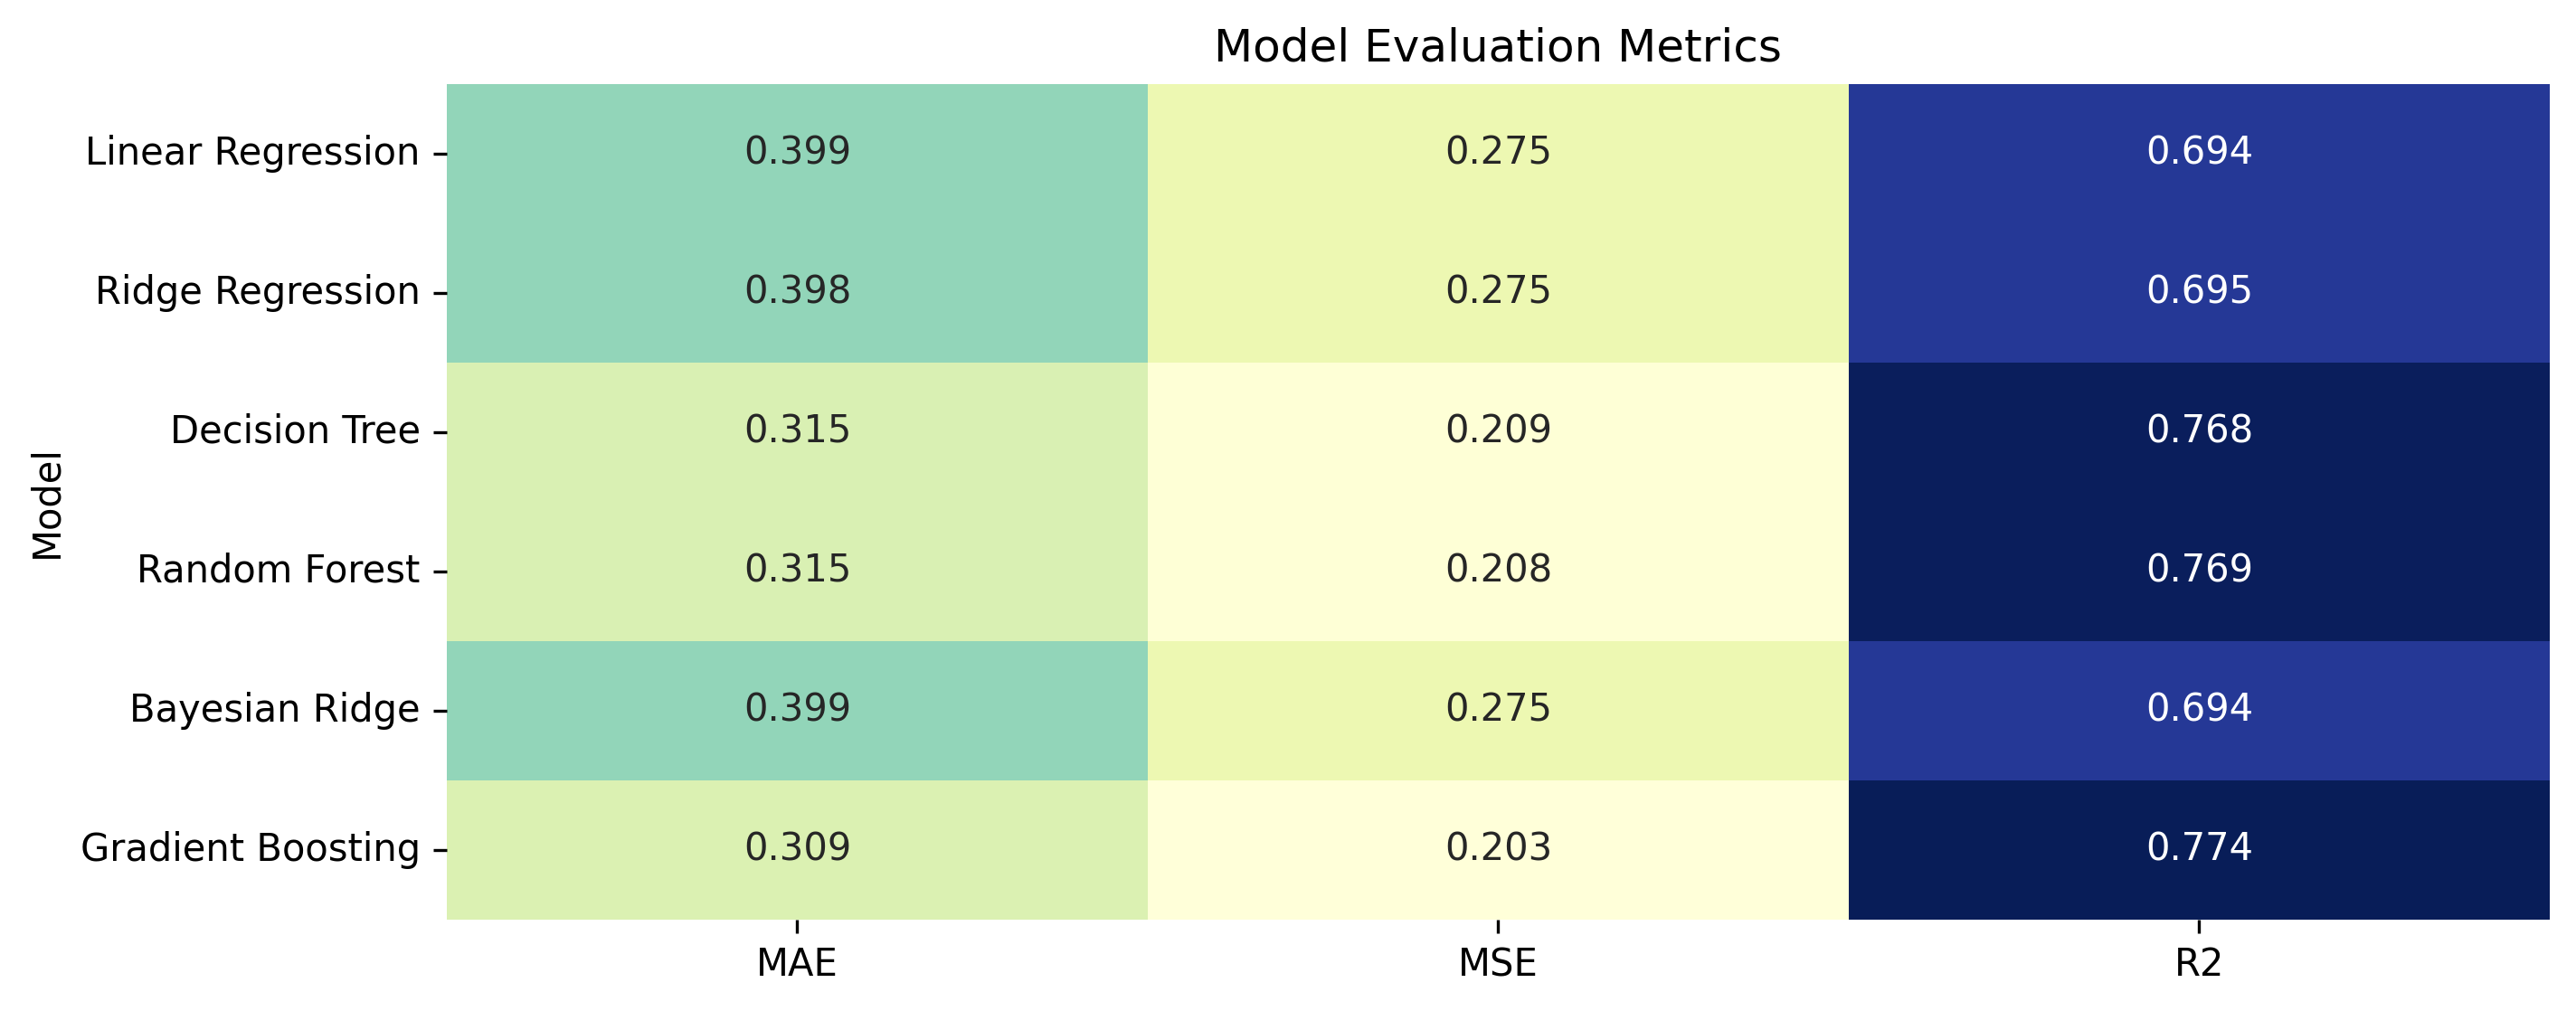 Model Evaluation Metrics
Model
Linear Regression 0.399 0.275 0.694
Ridge Regression 0.398 0.275 0.695
Decision Tree 0.315 0.209 0.768
Random Forest 0.315 0.208 0.769
Bayesian Ridge 0.399 0.275 0.694
Gradient Boosting 0.309 0.203 0.774
MAE MSE R2